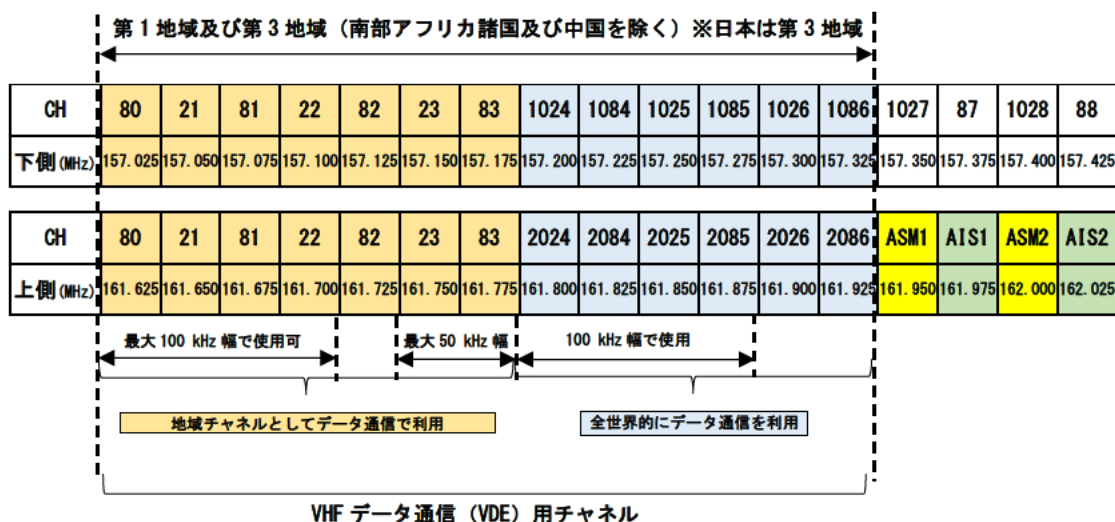 第1地域及び第3地域（南部アフリカ諸国及び中国を除く）※日本は第3地域
CH 80 21 81 22 82 23 83 1024 1084 1025 1085 1026 1086 1027 87 1028 88
下側(MHz) 157.025 157.050 157.075 157.100 157.125 157.150 157.175 157.200 157.225 157.250 157.275 157.300 157.325 157.350 157.375 157.400 157.425
CH 80 21 81 22 82 23 83 2024 2084 2025 2085 2026 2086 ASM1 AIS1 ASM2 AIS2
上側(MHz) 161.625 161.650 161.675 161.700 161.725 161.750 161.775 161.800 161.825 161.850 161.875 161.900 161.925 161.950 161.975 162.000 162.025
最大100 kHz幅で使用可 最大50 kHz幅 100 kHz幅で使用
地域チャネルとしてデータ通信で利用 全世界的にデータ通信を利用
VHFデータ通信（VDE）用チャネル